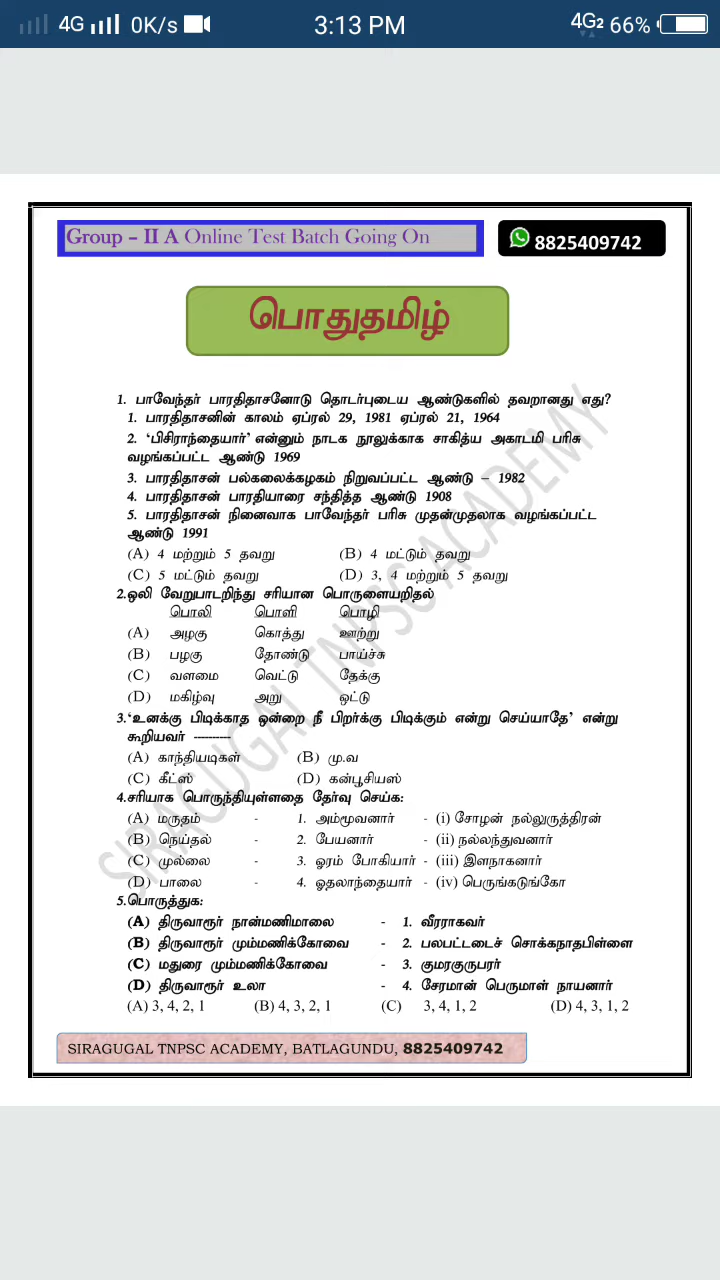 4G 0K/s 3:13 PM 4G2 66%
Group – II A Online Test Batch Going On
8825409742
பொதுதமிழ்
1. பாவேந்தர் பாரதிதாசனோடு தொடர்புடைய ஆண்டுகளில் தவறானது எது?
1. பாரதிதாசனின் காலம் ஏப்ரல் 29, 1981 ஏப்ரல் 21, 1964
2. ‘பிசிராந்தையார்’ என்னும் நாடக நூலுக்காக சாகித்ய அகாடமி பரிசு
வழங்கப்பட்ட ஆண்டு 1969
3. பாரதிதாசன் பல்கலைக்கழகம் நிறுவப்பட்ட ஆண்டு – 1982
4. பாரதிதாசன் பாரதியாரை சந்தித்த ஆண்டு 1908
5. பாரதிதாசன் நினைவாக பாவேந்தர் பரிசு முதன்முதலாக வழங்கப்பட்ட
ஆண்டு 1991
(A) 4 மற்றும் 5 தவறு (B) 4 மட்டும் தவறு
(C) 5 மட்டும் தவறு (D) 3, 4 மற்றும் 5 தவறு
2.ஒலி வேறுபாடறிந்து சரியான பொருளையறிதல்
பொலி பொளி பொழி
(A) அழகு கொத்து ஊற்று
(B) பழகு தோண்டு பாய்ச்சு
(C) வளமை வெட்டு தேக்கு
(D) மகிழ்வு அறு ஒட்டு
3.‘உனக்கு பிடிக்காத ஒன்றை நீ பிறர்க்கு பிடிக்கும் என்று செய்யாதே’ என்று
கூறியவர் ----------
(A) காந்தியடிகள் (B) மு.வ
(C) கீட்ஸ் (D) கன்பூசியஸ்
4.சரியாக பொருந்தியுள்ளதை தேர்வு செய்க:
(A) மருதம் - 1. அம்மூவனார் - (i) சோழன் நல்லுருத்திரன்
(B) நெய்தல் - 2. பேயனார் - (ii) நல்லந்துவனார்
(C) முல்லை - 3. ஓரம் போகியார் - (iii) இளநாகனார்
(D) பாலை - 4. ஓதலாந்தையார் - (iv) பெருங்கடுங்கோ
5.பொருத்துக:
(A) திருவாரூர் நான்மணிமாலை - 1. வீரராகவர்
(B) திருவாரூர் மும்மணிக்கோவை - 2. பலபட்டடைச் சொக்கநாதபிள்ளை
(C) மதுரை மும்மணிக்கோவை - 3. குமரகுருபரர்
(D) திருவாரூர் உலா - 4. சேரமான் பெருமாள் நாயனார்
(A) 3, 4, 2, 1 (B) 4, 3, 2, 1 (C) 3, 4, 1, 2 (D) 4, 3, 1, 2
SIRAGUGAL TNPSC ACADEMY
SIRAGUGAL TNPSC ACADEMY, BATLAGUNDU, 8825409742